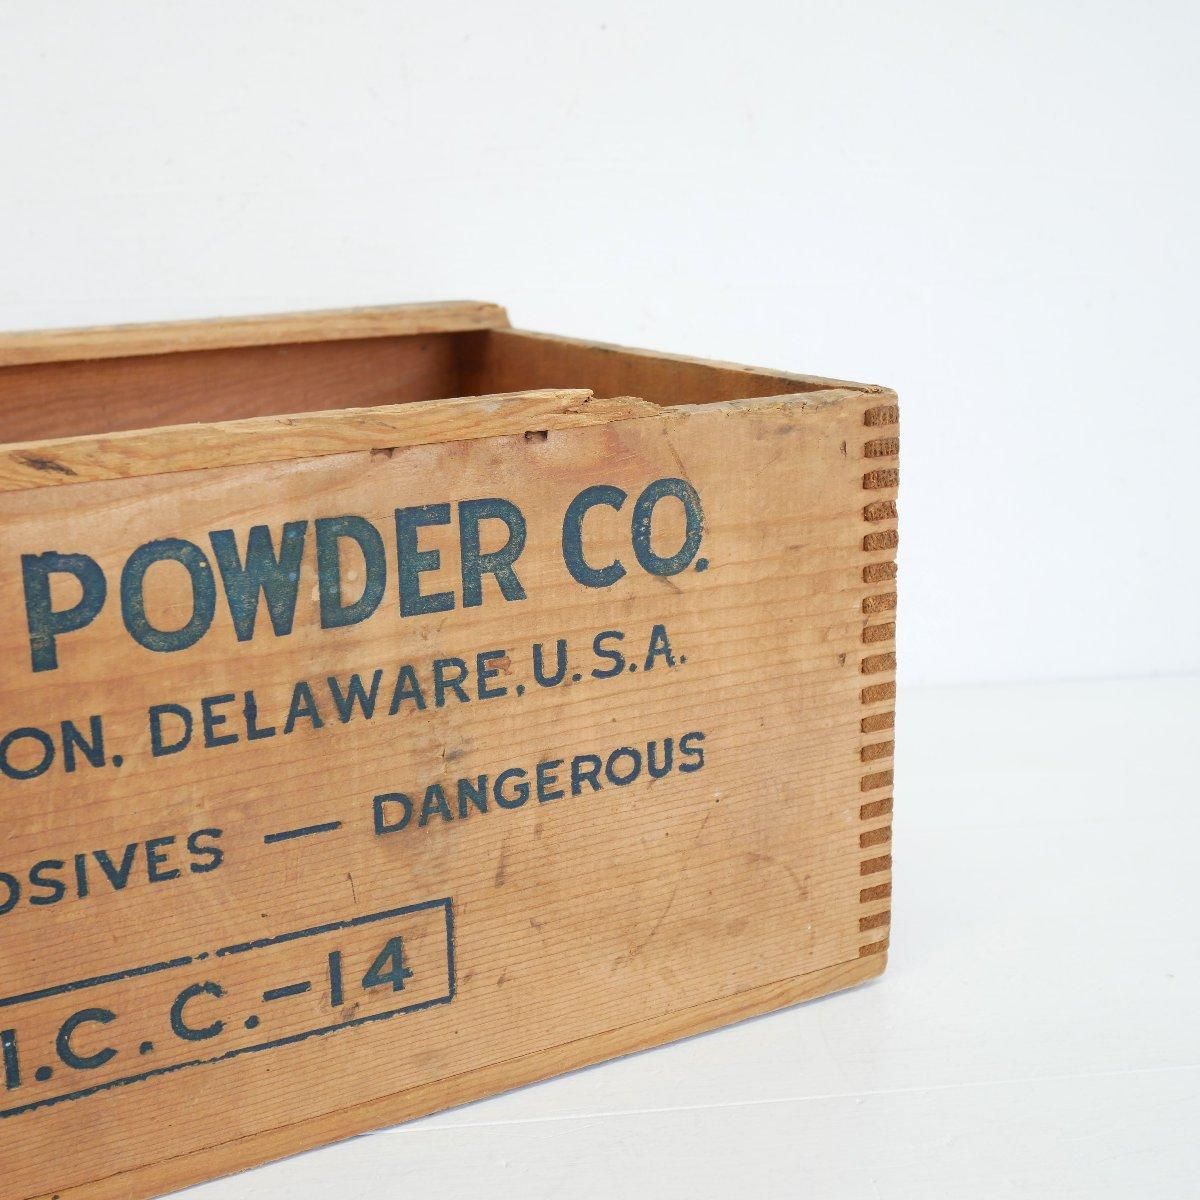 POWDER CO.
ON, DELAWARE, U.S.A.
OSIVES — DANGEROUS
I.C.C.-14